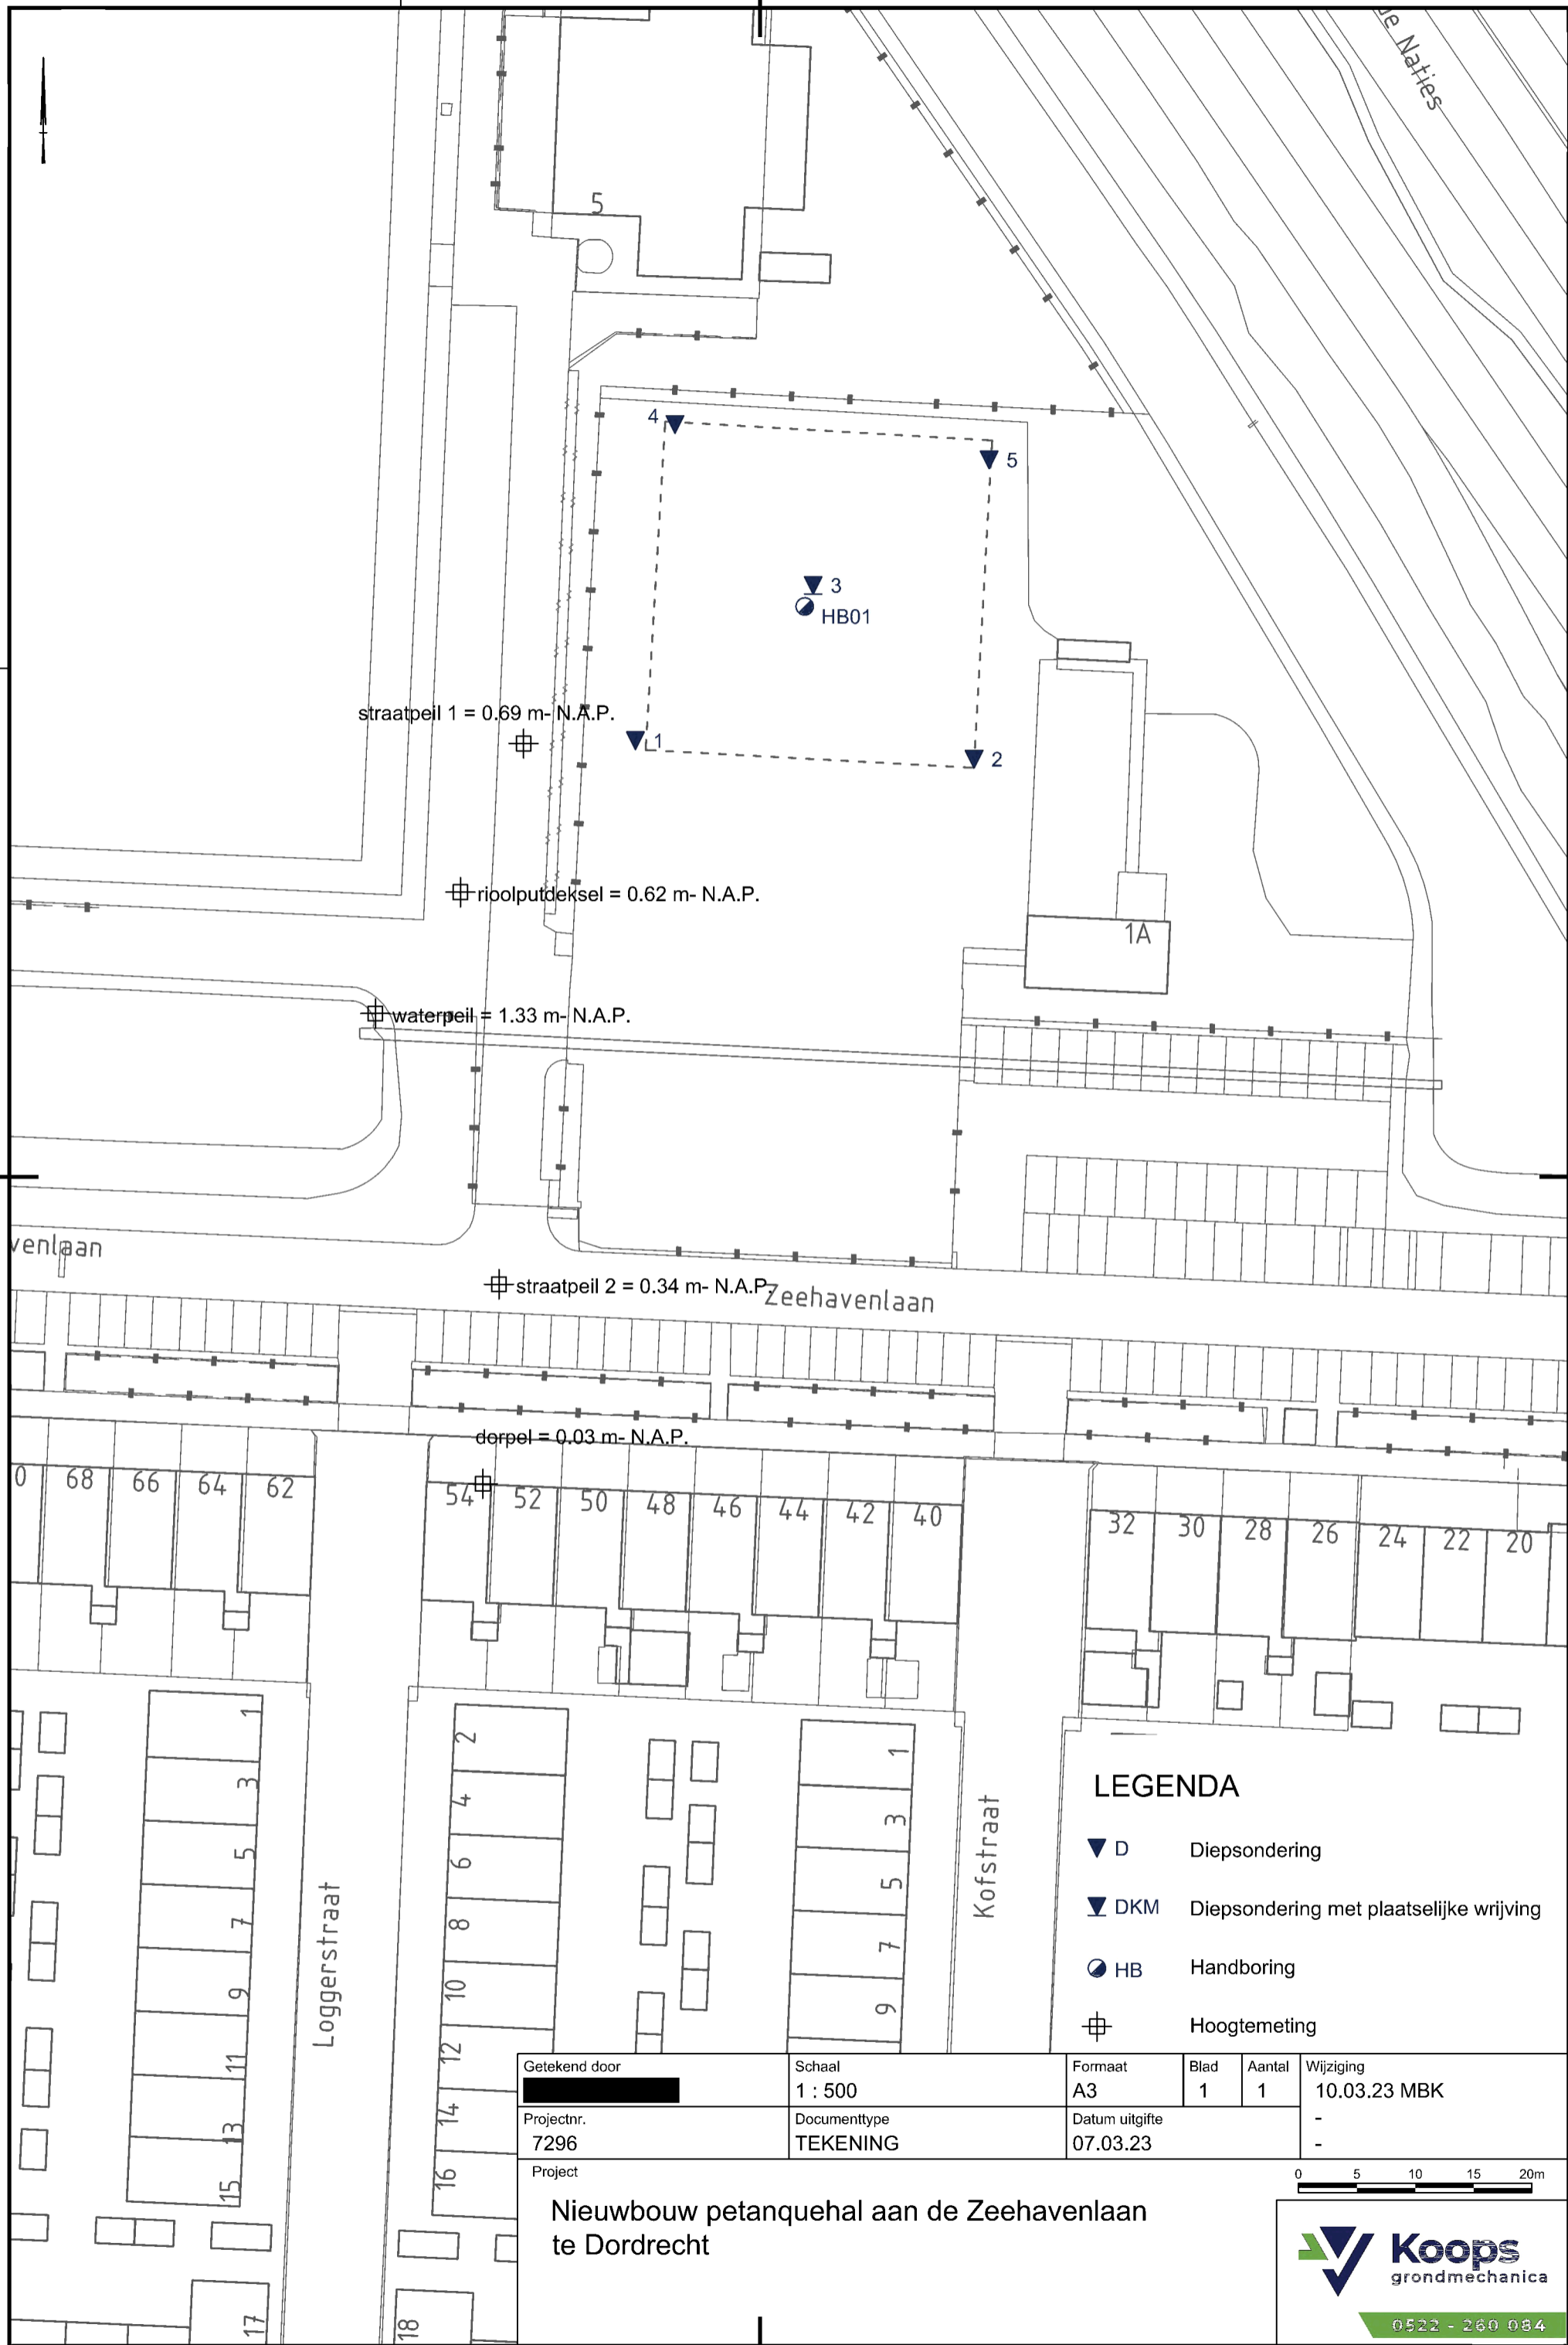 de Naties
5
4
5
3
HB01
straatpeil 1 = 0.69 m- N.A.P.
1
2
rioolputdeksel = 0.62 m- N.A.P.
1A
waterpeil = 1.33 m- N.A.P.
venlaan
straatpeil 2 = 0.34 m- N.A.P.
Zeehavenlaan
dorpel = 0.03 m- N.A.P.
0 68 66 64 62 54 52 50 48 46 44 42 40 32 30 28 26 24 22 20
1
3
5
7
9
11
13
15
17
Loggerstraat
2
4
6
8
10
12
14
16
18
1
3
5
7
9
Kofstraat
LEGENDA
D Diepsondering
DKM Diepsondering met plaatselijke wrijving
HB Handboring
Hoogtemeting
Getekend door
Schaal
1 : 500
Formaat
A3
Blad
1
Aantal
1
Wijziging
10.03.23 MBK
-
-
Projectnr.
7296
Documenttype
TEKENING
Datum uitgifte
07.03.23
Project
Nieuwbouw petanquehal aan de Zeehavenlaan
te Dordrecht
0 5 10 15 20m
Koops
grondmechanica
0522 - 260 084